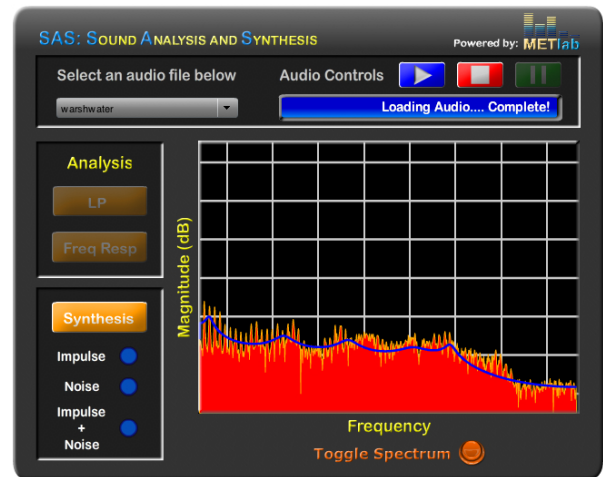 SAS: SOUND ANALYSIS AND SYNTHESIS
Powered by: METlab
Select an audio file below
Audio Controls
warshwater
Loading Audio.... Complete!
Analysis
LP
Freq Resp
Synthesis
Impulse
Noise
Impulse
+
Noise
Magnitude (dB)
Frequency
Toggle Spectrum